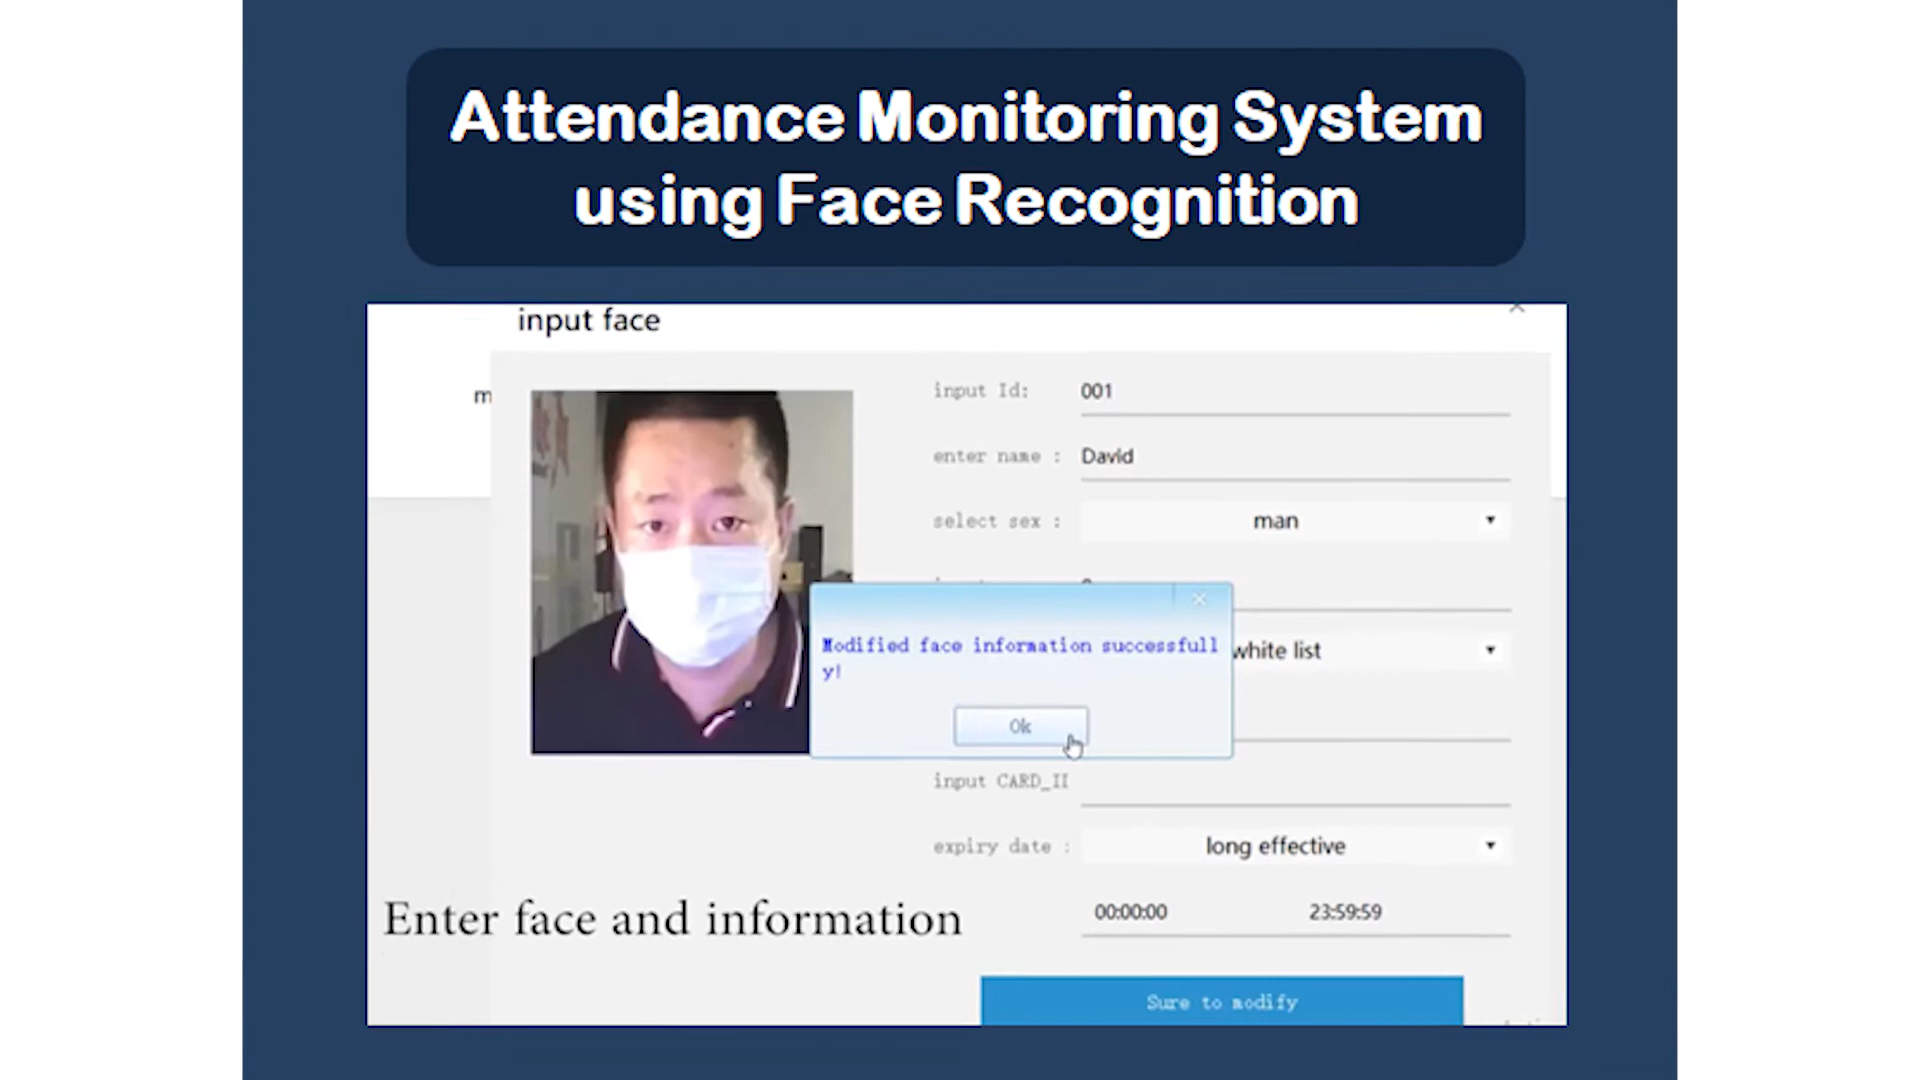 Attendance Monitoring System
using Face Recognition
input face
m
input Id: 001
enter name : David
select sex : man
white list
Modified face information successfull
y!
Ok
input CARD_II
expiry date : long effective
00:00:00 23:59:59
Enter face and information
Sure to modify